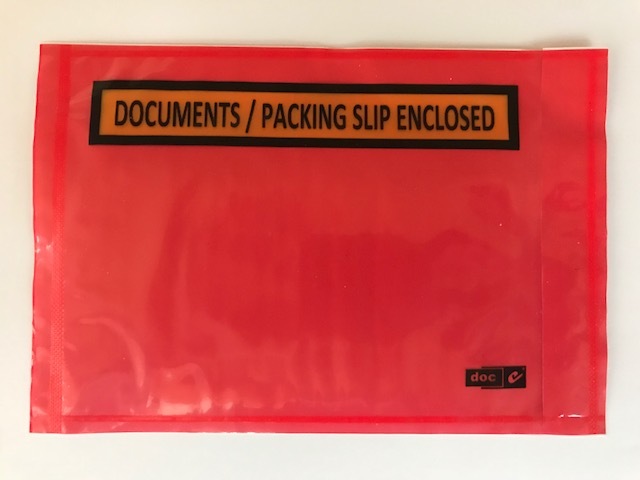 DOCUMENTS / PACKING SLIP ENCLOSED
doc